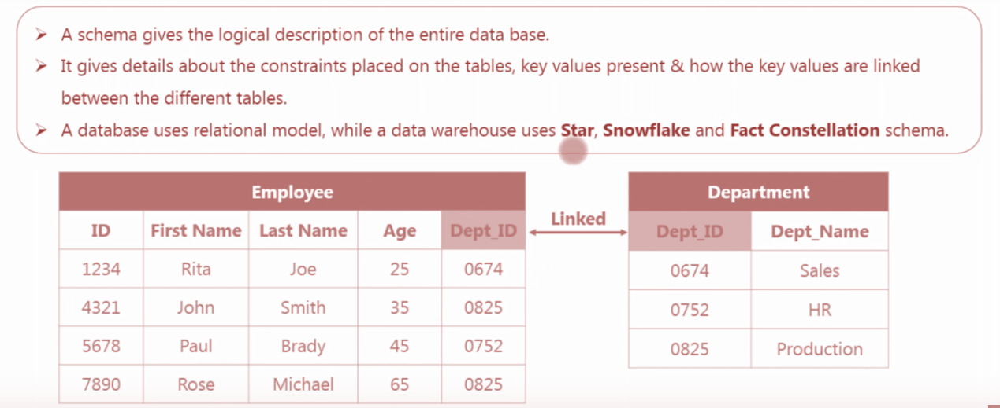 ➤ A schema gives the logical description of the entire data base.
➤ It gives details about the constraints placed on the tables, key values present & how the key values are linked
between the different tables.
➤ A database uses relational model, while a data warehouse uses Star, Snowflake and Fact Constellation schema.
Employee
ID First Name Last Name Age Dept_ID
1234 Rita Joe 25 0674
4321 John Smith 35 0825
5678 Paul Brady 45 0752
7890 Rose Michael 65 0825
Linked
Department
Dept_ID Dept_Name
0674 Sales
0752 HR
0825 Production